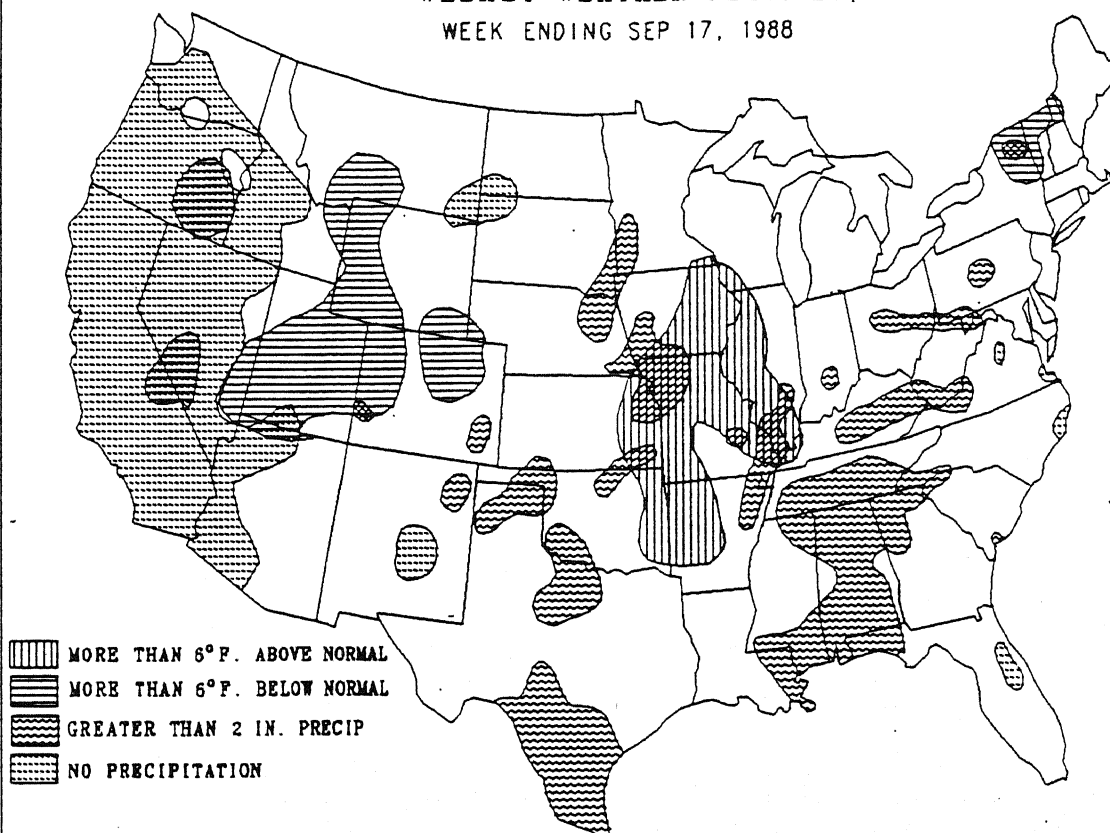 WEEK ENDING SEP 17, 1988
MORE THAN 6°F. ABOVE NORMAL
MORE THAN 6°F. BELOW NORMAL
GREATER THAN 2 IN. PRECIP
NO PRECIPITATION